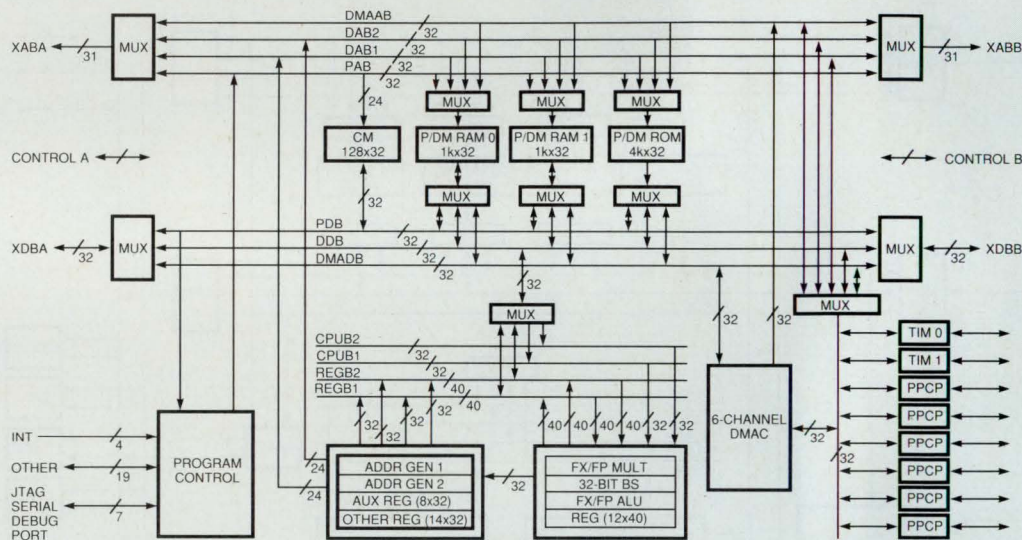 DMAAB 32
DAB2 32
DAB1 32
PAB 32
XABA 31
MUX
MUX
31 XABB
24
MUX
MUX
MUX
CM
128x32
P/DM RAM 0
1kx32
P/DM RAM 1
1kx32
P/DM ROM
4kx32
CONTROL A
CONTROL B
32
MUX
MUX
MUX
PDB 32
DDB 32
DMADB 32
XDBA 32
MUX
MUX
32 XDBB
32
MUX
32
32
MUX
CPUB2 32
CPUB1 32
REGB2 40
REGB1 40
32
32
32
32
40
40
40
40
32
32
TIM 0
TIM 1
PPCP
PPCP
PPCP
PPCP
PPCP
PPCP
6-CHANNEL
DMAC
32
32
INT 4
OTHER 19
JTAG
SERIAL
DEBUG
PORT
7
PROGRAM
CONTROL
24
24
ADDR GEN 1
ADDR GEN 2
AUX REG (8x32)
OTHER REG (14x32)
32
FX/FP MULT
32-BIT BS
FX/FP ALU
REG (12x40)